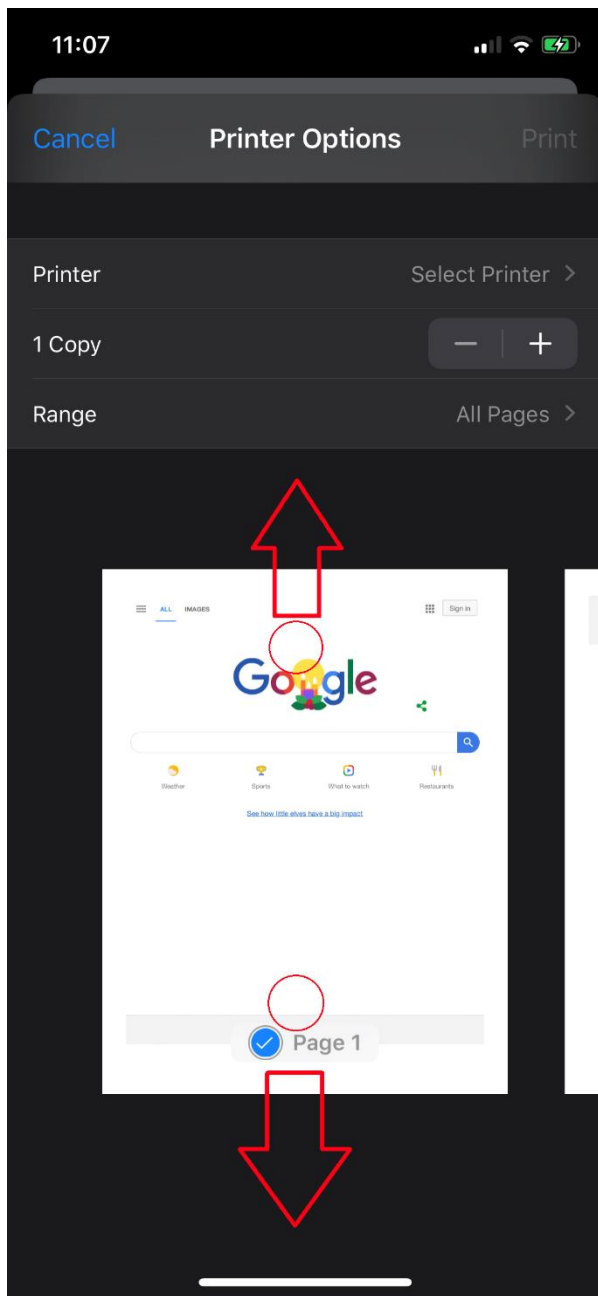 11:07
Cancel Printer Options Print
Printer Select Printer
1 Copy
Range All Pages
ALL IMAGES Sign in
Google
Weather Sports What to watch Restaurants
See how little elves have a big impact
Page 1